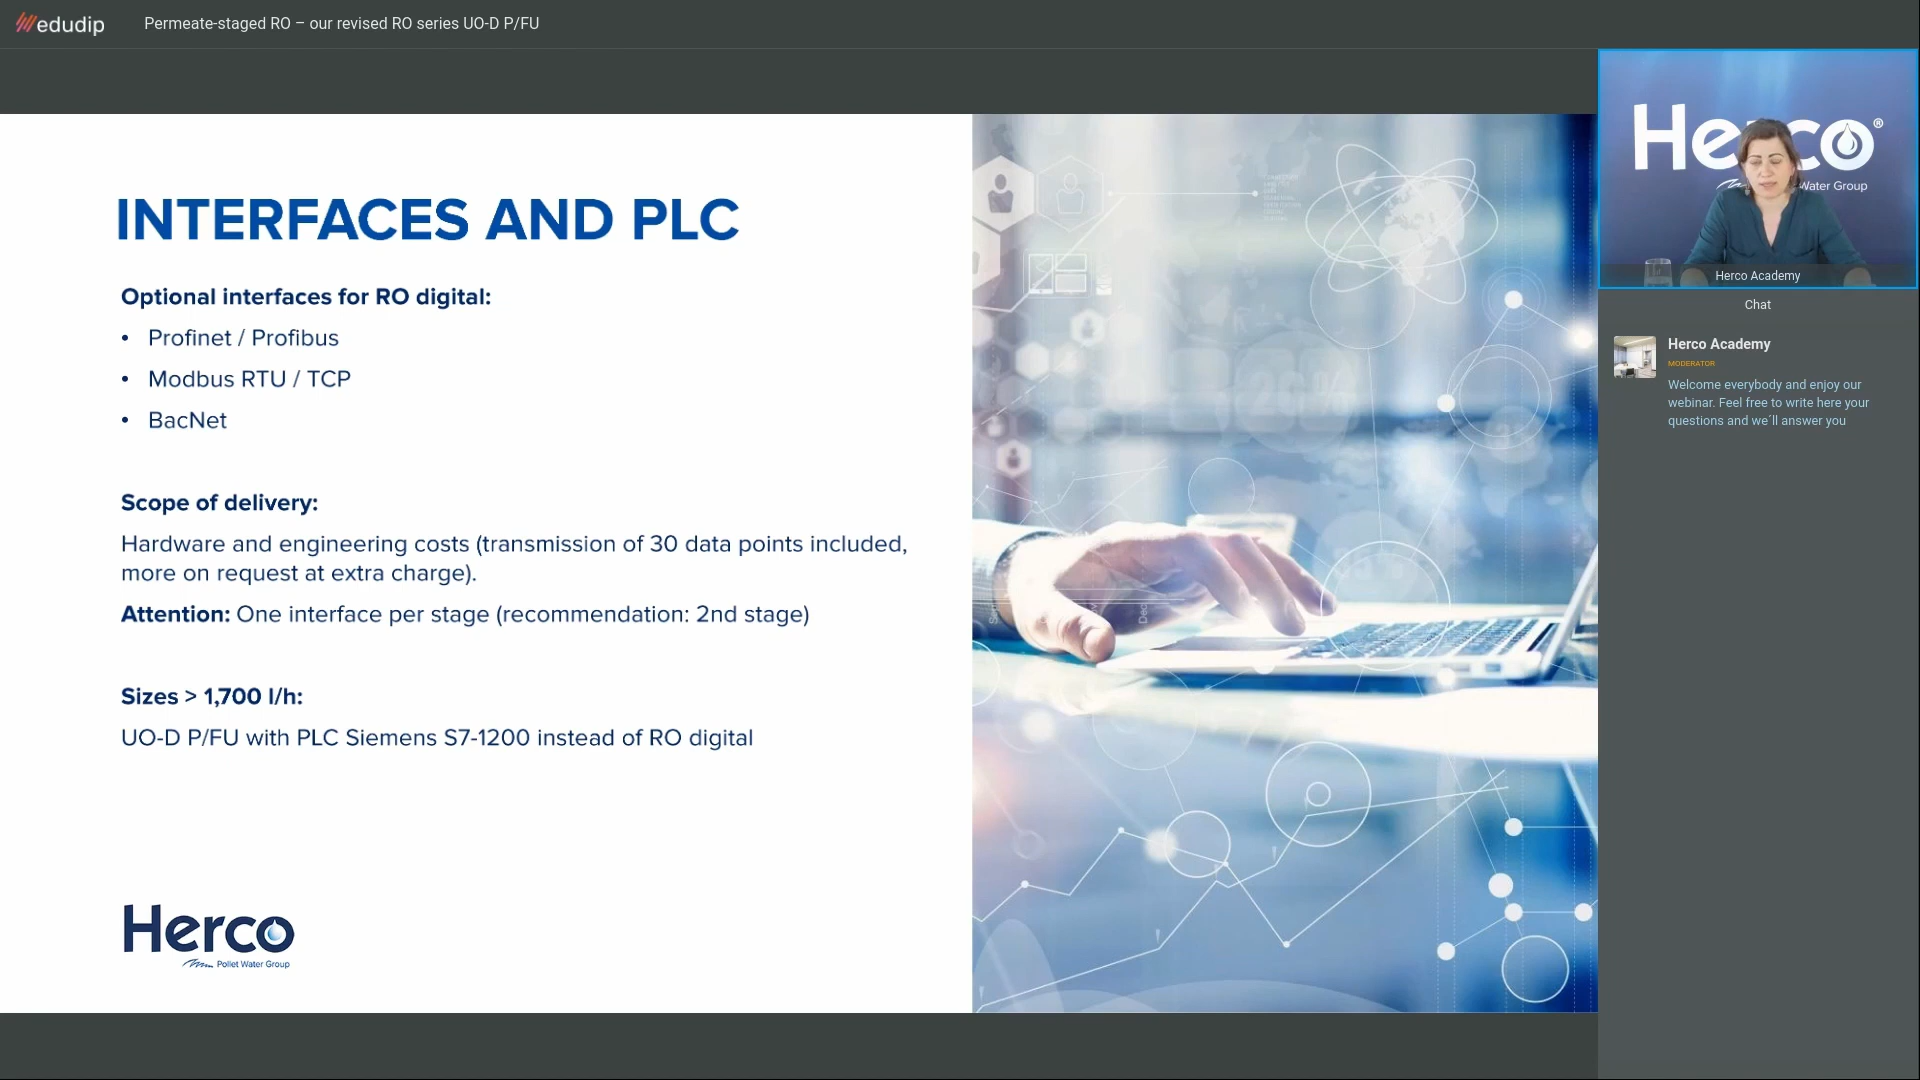 edudip
Permeate-staged RO – our revised RO series UO-D P/FU
INTERFACES AND PLC
Optional interfaces for RO digital:
• Profinet / Profibus
• Modbus RTU / TCP
• BacNet
Scope of delivery:
Hardware and engineering costs (transmission of 30 data points included,
more on request at extra charge).
Attention: One interface per stage (recommendation: 2nd stage)
Sizes > 1,700 l/h:
UO-D P/FU with PLC Siemens S7-1200 instead of RO digital
Herco
Pollet Water Group
26%
Herco®
Water Group
Herco Academy
Chat
Herco Academy
MODERATOR
Welcome everybody and enjoy our
webinar. Feel free to write here your
questions and we´ll answer you